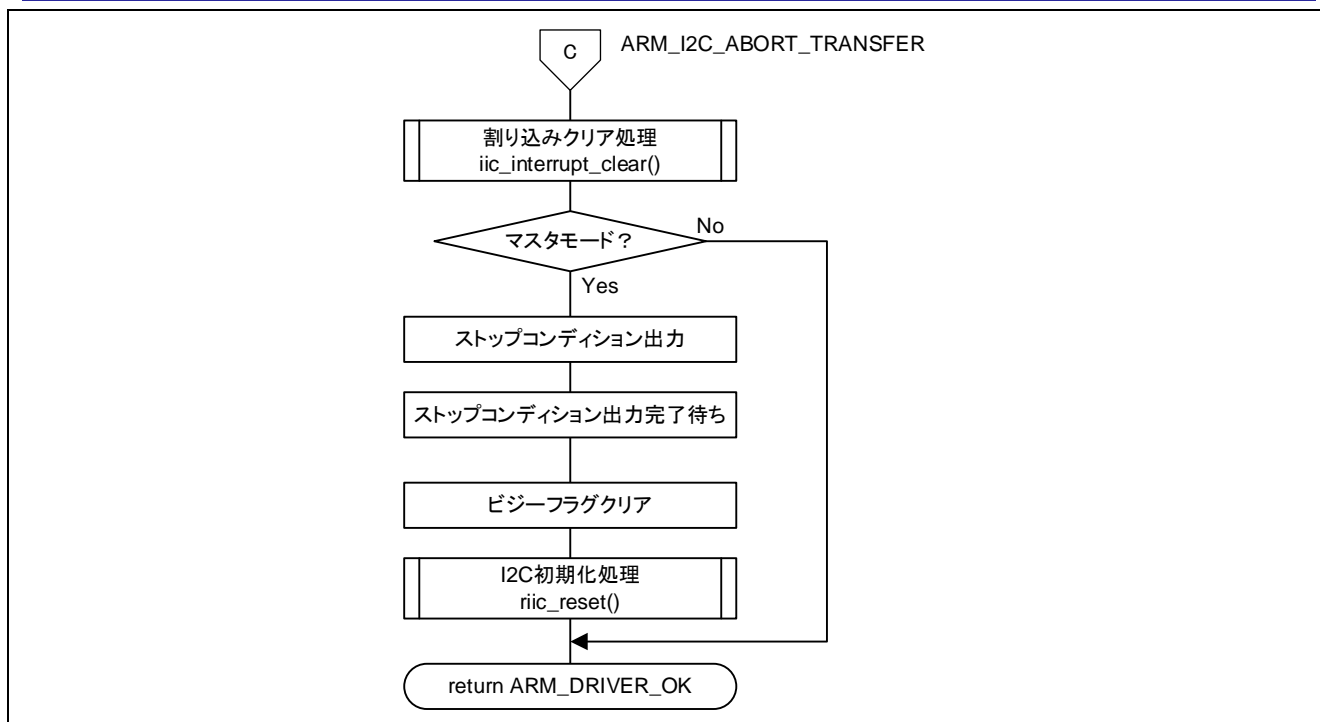 C
ARM_I2C_ABORT_TRANSFER
割り込みクリア処理
iic_interrupt_clear()
マスタモード？
No
Yes
ストップコンディション出力
ストップコンディション出力完了待ち
ビジーフラグクリア
I2C初期化処理
riic_reset()
return ARM_DRIVER_OK